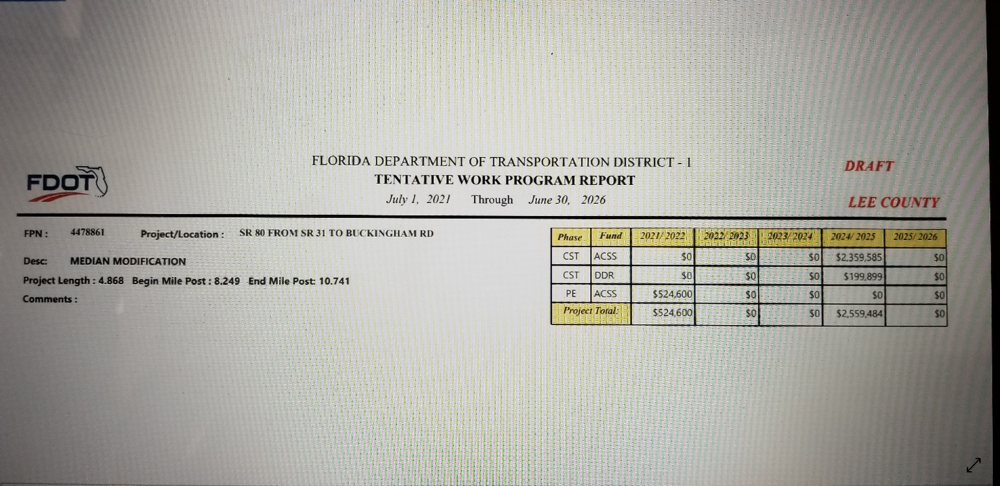 FLORIDA DEPARTMENT OF TRANSPORTATION DISTRICT - 1
DRAFT
FDOT
TENTATIVE WORK PROGRAM REPORT
July 1, 2021 Through June 30, 2026
LEE COUNTY
FPN : 4478861 Project/Location : SR 80 FROM SR 31 TO BUCKINGHAM RD
Desc: MEDIAN MODIFICATION
Project Length : 4.868 Begin Mile Post : 8.249 End Mile Post: 10.741
Comments :
Phase Fund 2021/ 2022 2022/ 2023 2023/ 2024 2024/ 2025 2025/ 2026
CST ACSS $0 $0 $0 $2,359,585 $0
CST DDR $0 $0 $0 $199,899 $0
PE ACSS $524,600 $0 $0 $0 $0
Project Total: $524,600 $0 $0 $2,559,484 $0